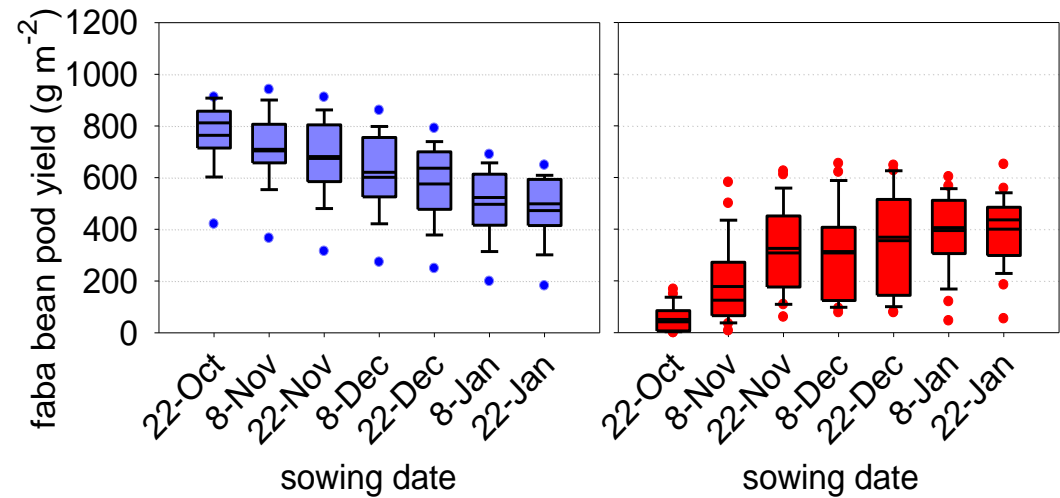 faba bean pod yield (g m⁻²)
1200
1000
800
600
400
200
0
22-Oct
8-Nov
22-Nov
8-Dec
22-Dec
8-Jan
22-Jan
22-Oct
8-Nov
22-Nov
8-Dec
22-Dec
8-Jan
22-Jan
sowing date
sowing date